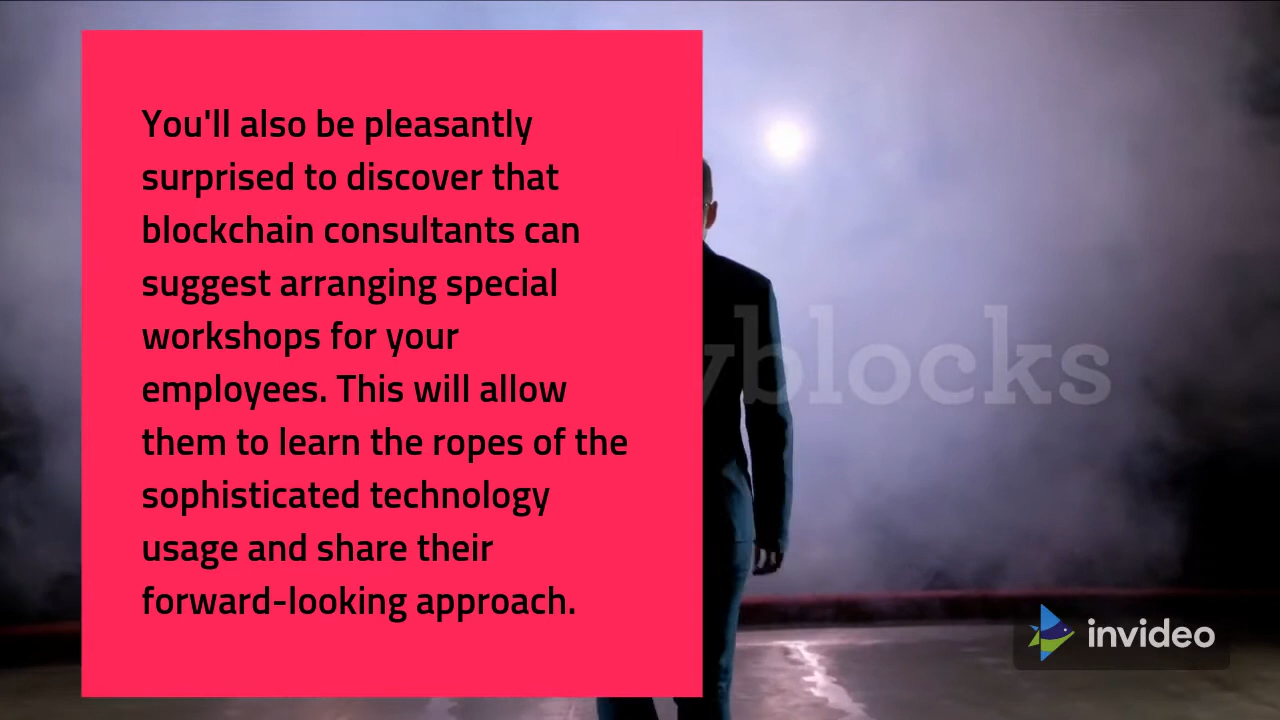 You'll also be pleasantly
surprised to discover that
blockchain consultants can
suggest arranging special
workshops for your
employees. This will allow
them to learn the ropes of the
sophisticated technology
usage and share their
forward-looking approach.
yblocks
invideo